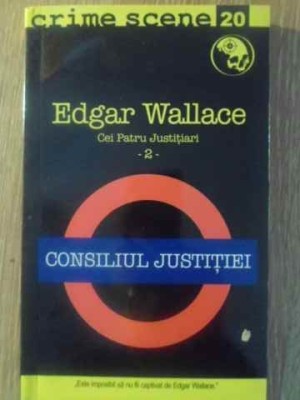 crime scene 20
Edgar Wallace
Cei Patru Justițiari
- 2 -
CONSILIUL JUSTIȚIEI
„Este imposibil să nu fii captivat de Edgar Wallace."